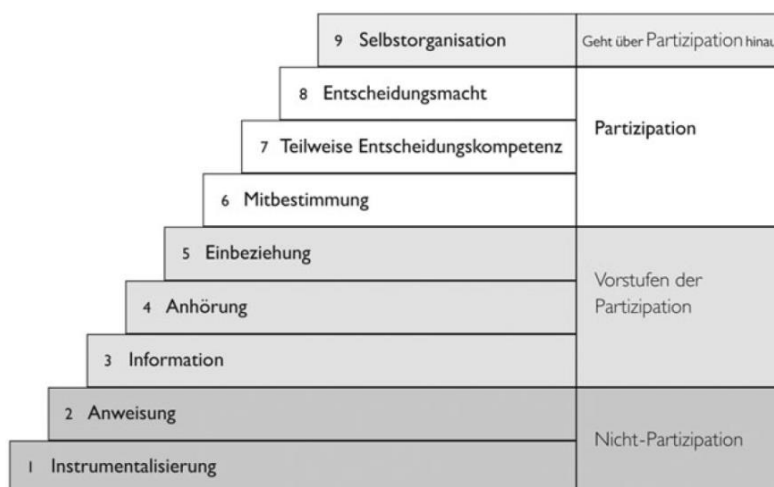 9 Selbstorganisation Geht über Partizipation hinau
8 Entscheidungsmacht
7 Teilweise Entscheidungskompetenz
Partizipation
6 Mitbestimmung
5 Einbeziehung
4 Anhörung
Vorstufen der
Partizipation
3 Information
2 Anweisung
1 Instrumentalisierung
Nicht-Partizipation